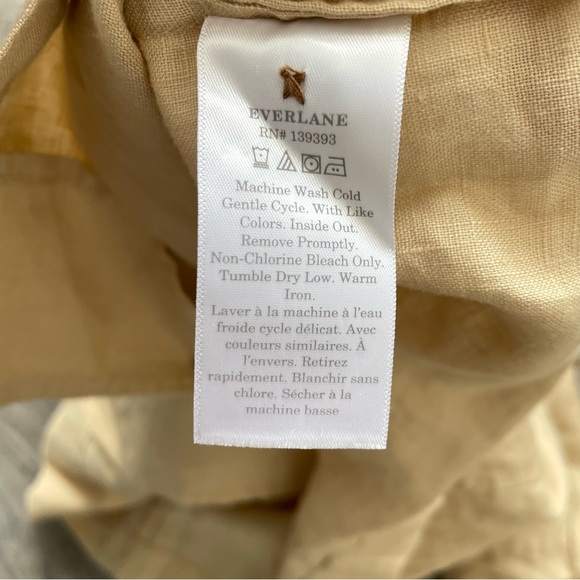 EVERLANE
RN# 139393
Machine Wash Cold
Gentle Cycle. With Like
Colors. Inside Out.
Remove Promptly.
Non-Chlorine Bleach Only.
Tumble Dry Low. Warm
Iron.
Laver à la machine à l'eau
froide cycle délicat. Avec
couleurs similaires. À
l'envers. Retirez
rapidement. Blanchir sans
chlore. Sécher à la
machine basse